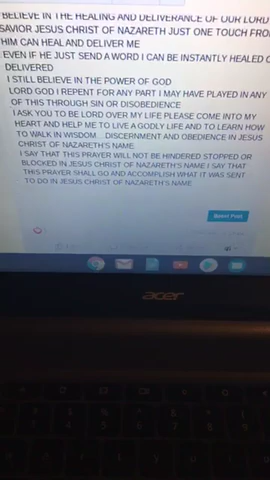 BELIEVE IN THE HEALING AND DELIVERANCE OF OUR LORD
SAVIOR JESUS CHRIST OF NAZARETH JUST ONE TOUCH FRO
HIM CAN HEAL AND DELIVER ME
EVEN IF HE JUST SEND A WORD I CAN BE INSTANTLY HEALED O
DELIVERED
I STILL BELIEVE IN THE POWER OF GOD
LORD GOD I REPENT FOR ANY PART I MAY HAVE PLAYED IN ANY
OF THIS THROUGH SIN OR DISOBEDIENCE
I ASK YOU TO BE LORD OVER MY LIFE PLEASE COME INTO MY
HEART AND HELP ME TO LIVE A GODLY LIFE AND TO LEARN HOW
TO WALK IN WISDOM....DISCERNMENT AND OBEDIENCE IN JESUS
CHRIST OF NAZARETH'S NAME
I SAY THAT THIS PRAYER WILL NOT BE HINDERED STOPPED OR
BLOCKED IN JESUS CHRIST OF NAZARETH'S NAME I SAY THAT
THIS PRAYER SHALL GO AND ACCOMPLISH WHAT IT WAS SENT
TO DO IN JESUS CHRIST OF NAZARETH'S NAME
Boost Post
acer